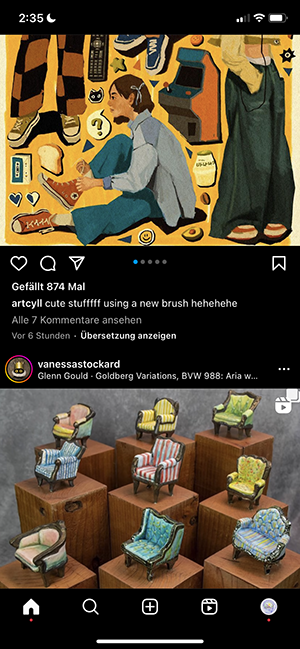 2:35
?
Gefällt 874 Mal
artcyll cute stufffff using a new brush hehehehe
Alle 7 Kommentare ansehen
Vor 6 Stunden • Übersetzung anzeigen
vanessastockard
Glenn Gould · Goldberg Variations, BVW 988: Aria w...